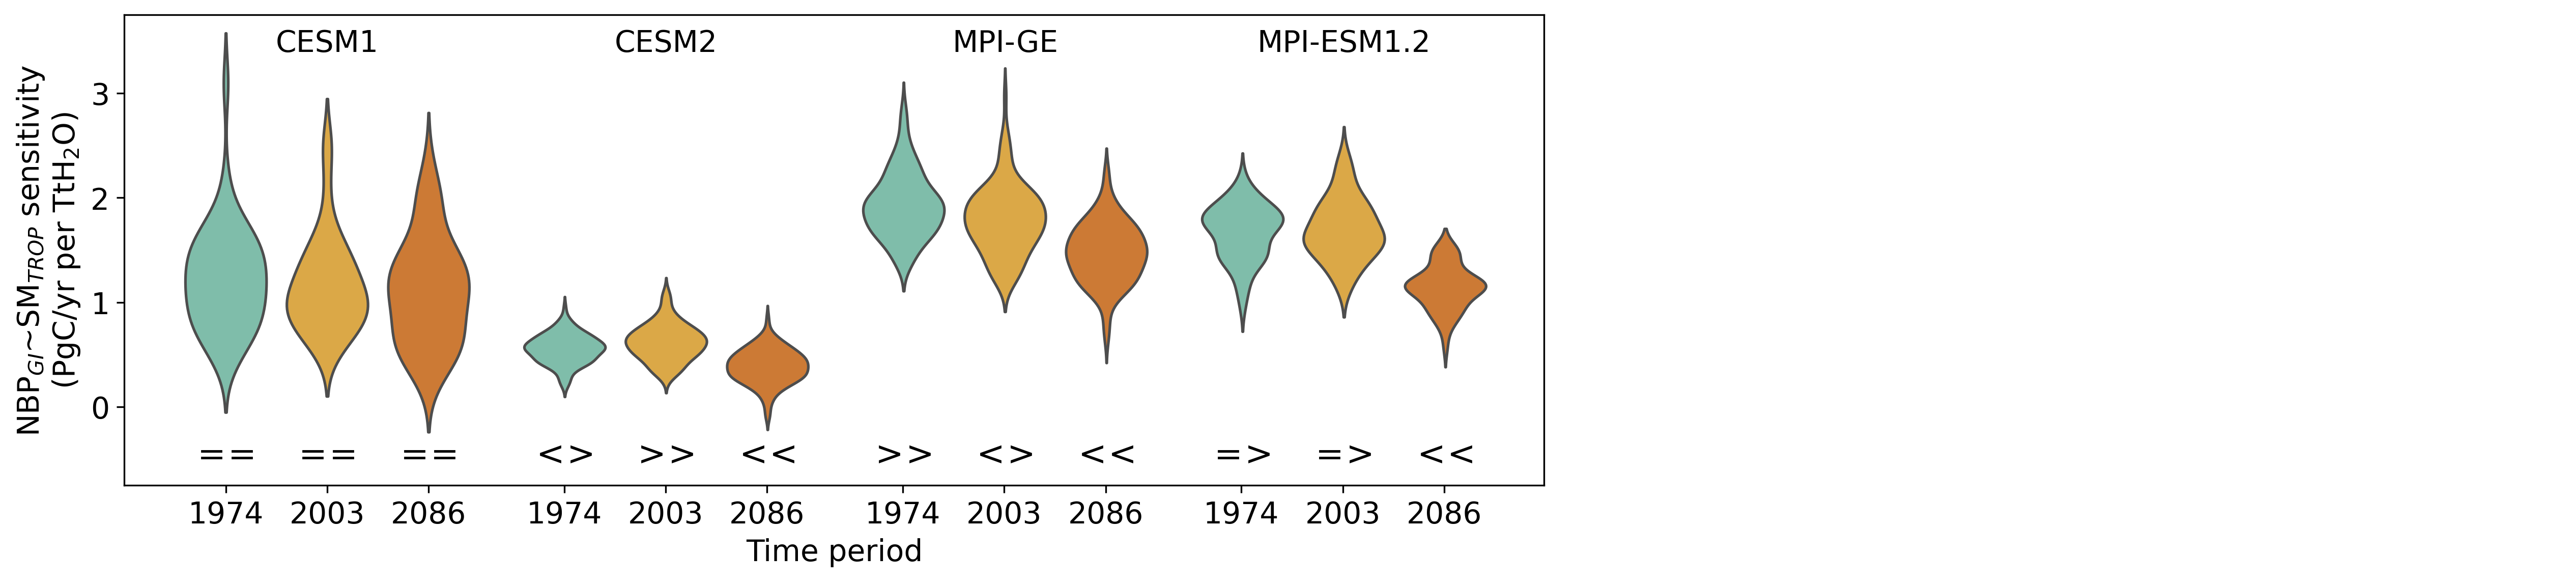 CESM1 CESM2 MPI-GE MPI-ESM1.2
NBP_GI~SM_TROP sensitivity
(PgC/yr per TtH₂O)
3
2
1
0
== == == <> >> << >> <> << => => <<
1974 2003 2086 1974 2003 2086 1974 2003 2086 1974 2003 2086
Time period